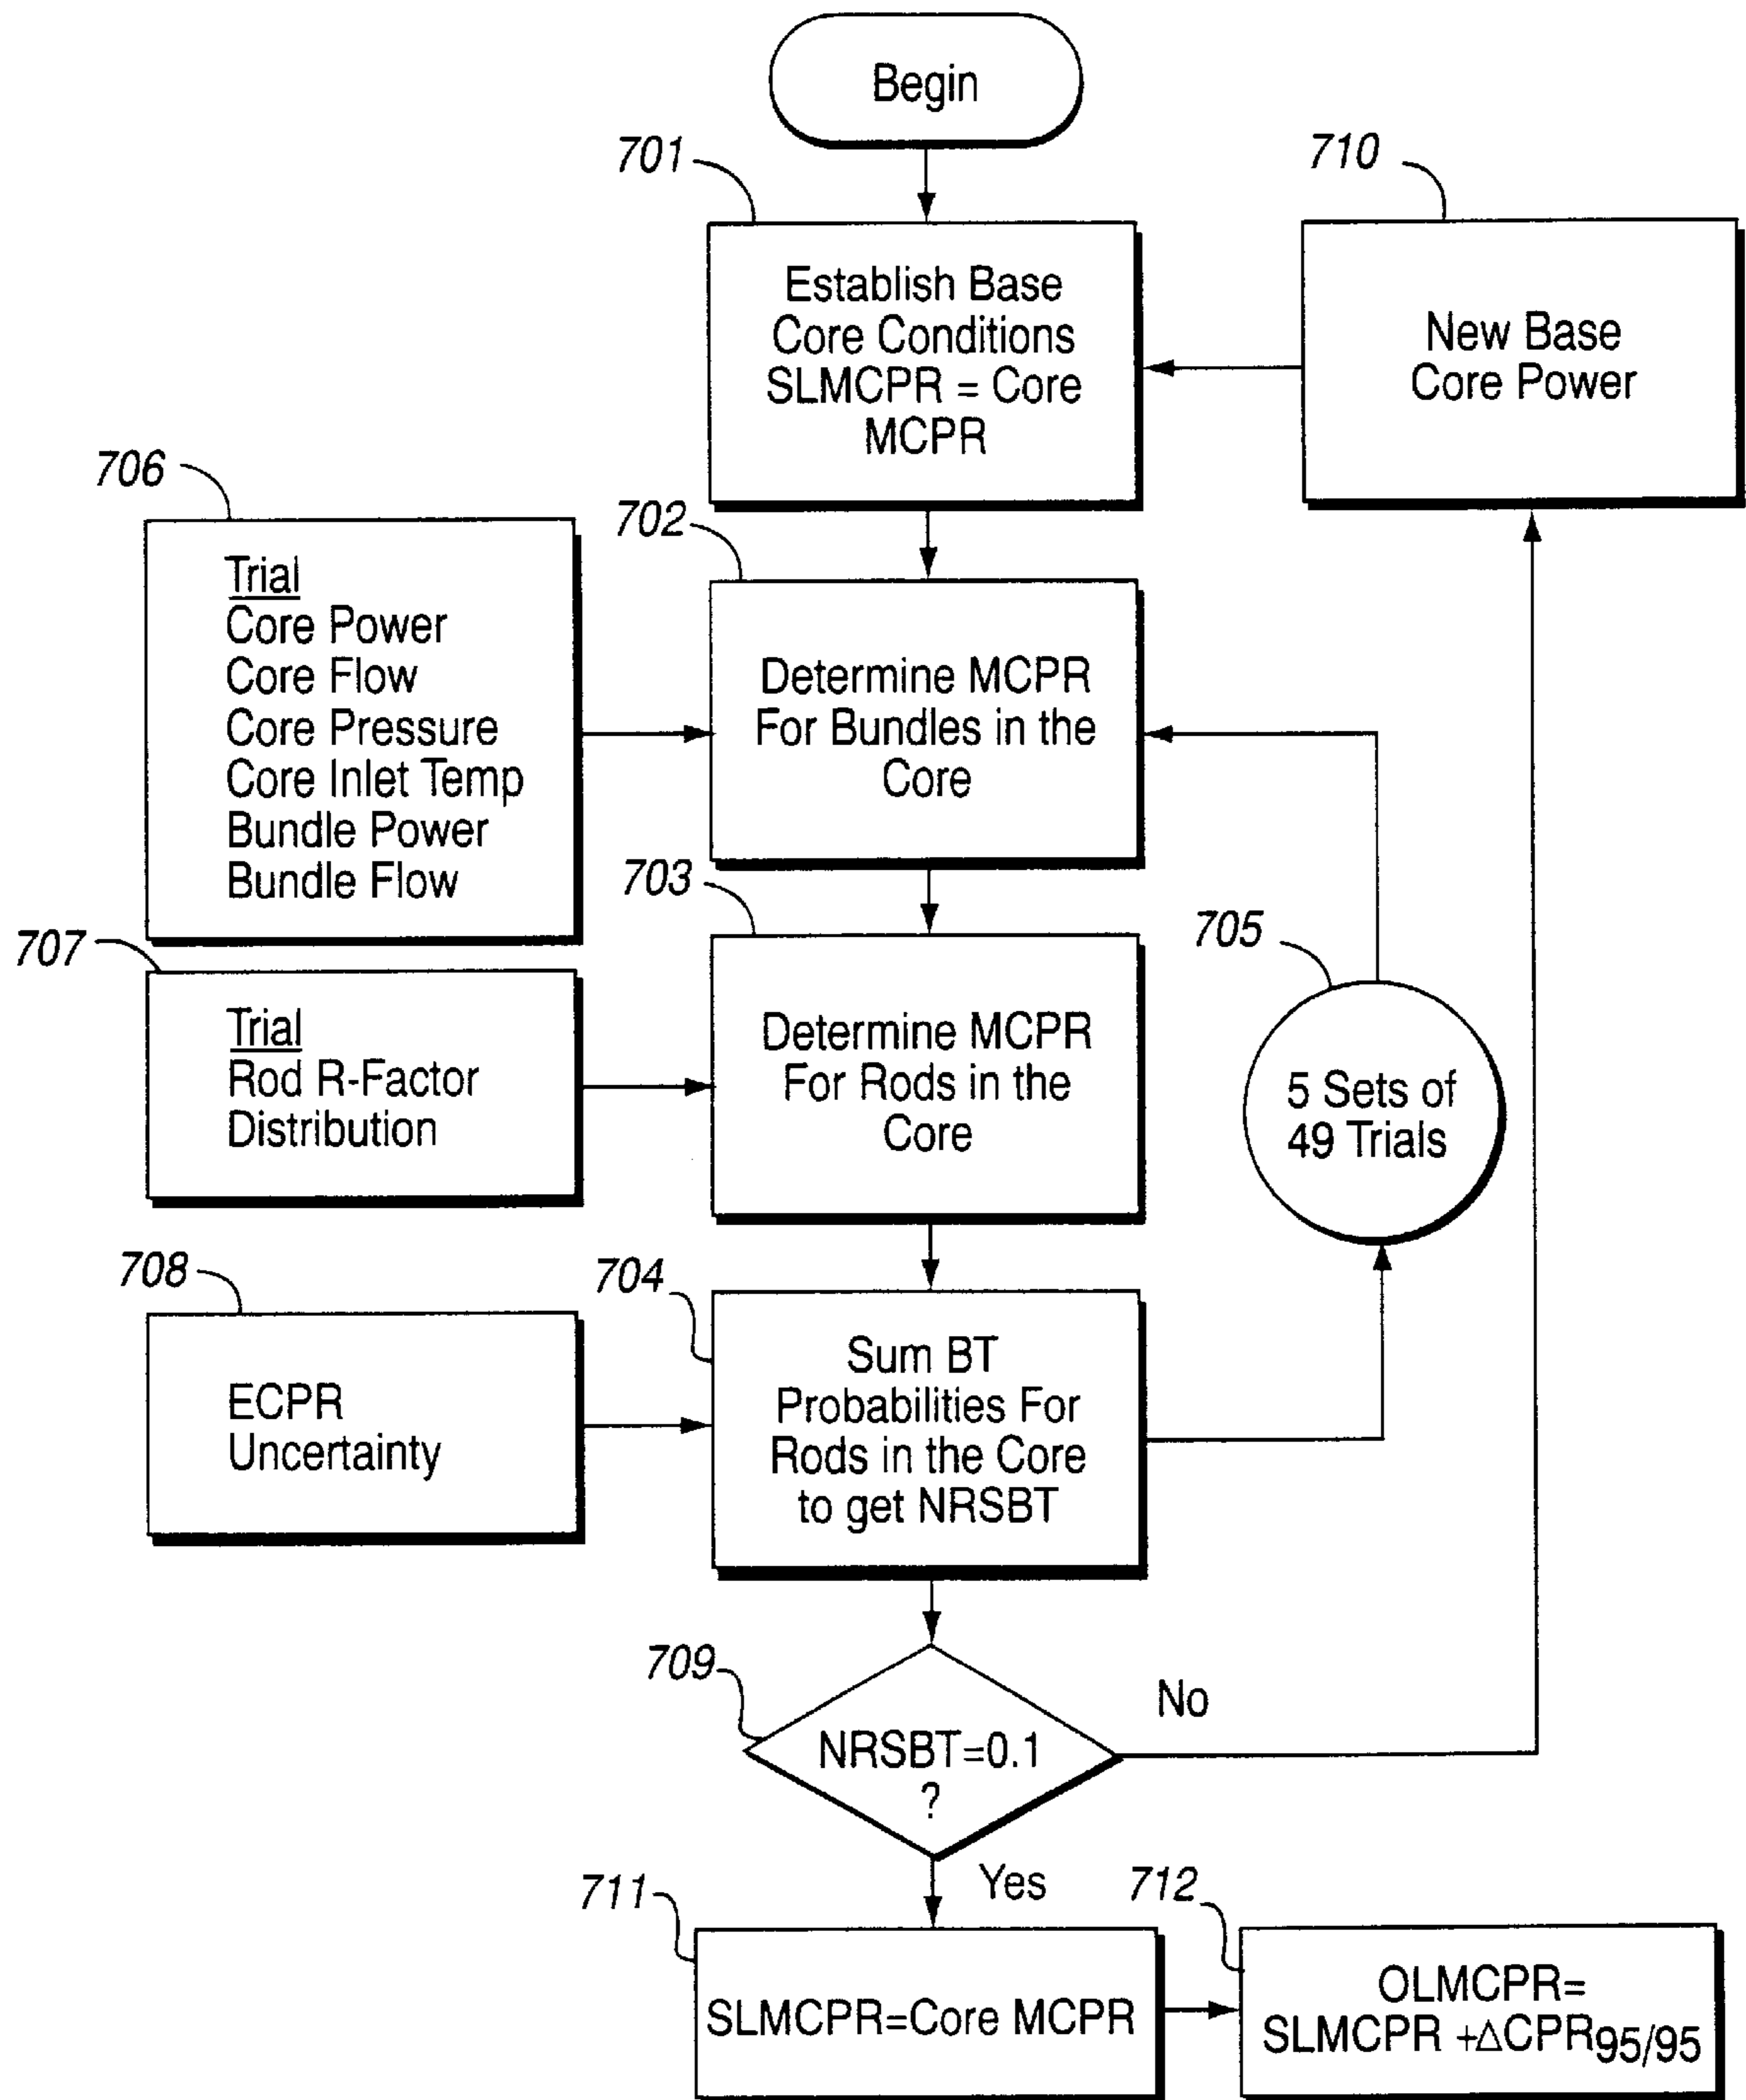 Begin
701
Establish Base
Core Conditions
SLMCPR = Core
MCPR
710
New Base
Core Power
706
Trial
Core Power
Core Flow
Core Pressure
Core Inlet Temp
Bundle Power
Bundle Flow
702
Determine MCPR
For Bundles in the
Core
707
Trial
Rod R-Factor
Distribution
703
Determine MCPR
For Rods in the
Core
705
5 Sets of
49 Trials
708
ECPR
Uncertainty
704
Sum BT
Probabilities For
Rods in the Core
to get NRSBT
709
NRSBT=0.1
?
No
Yes
711
SLMCPR=Core MCPR
712
OLMCPR=
SLMCPR +ΔCPR95/95